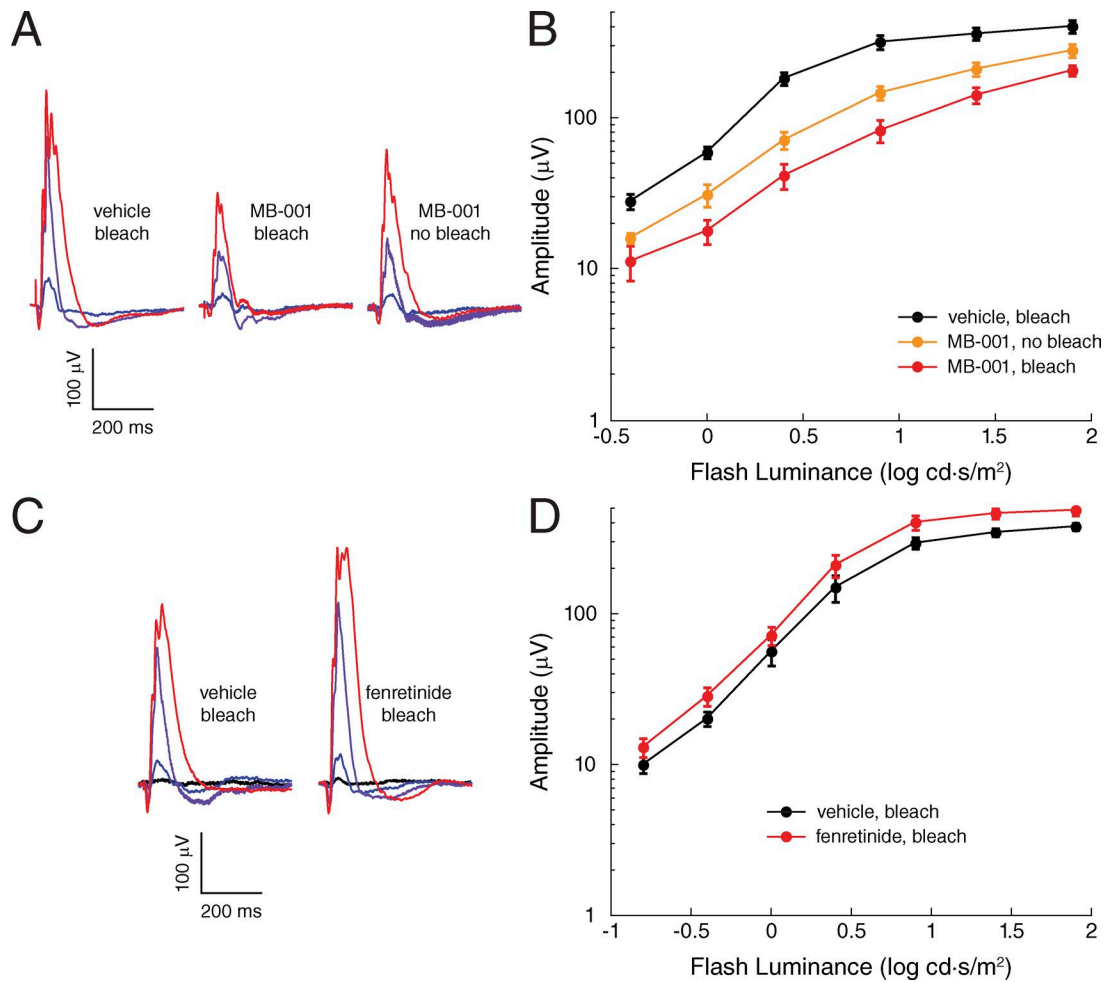 A
vehicle
bleach
MB-001
bleach
MB-001
no bleach
100 µV
200 ms
B
Amplitude (µV)
100
10
1
-0.5
0
0.5
1
1.5
2
Flash Luminance (log cd·s/m²)
vehicle, bleach
MB-001, no bleach
MB-001, bleach
C
vehicle
bleach
fenretinide
bleach
100 µV
200 ms
D
Amplitude (µV)
100
10
1
-1
-0.5
0
0.5
1
1.5
2
Flash Luminance (log cd·s/m²)
vehicle, bleach
fenretinide, bleach